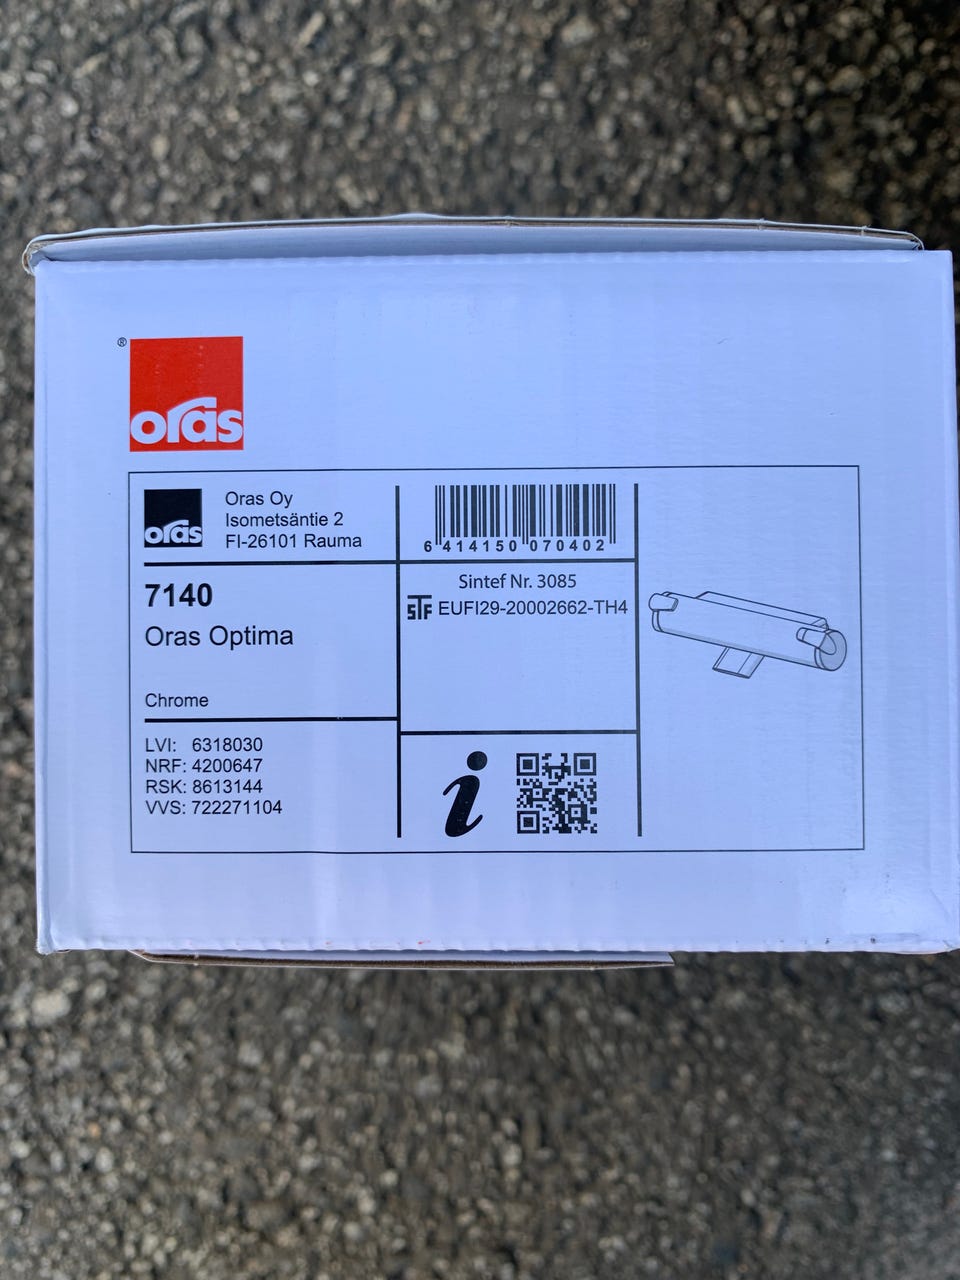 ®
oras
oras
Oras Oy
Isometsäntie 2
FI-26101 Rauma
6 414150 070402
7140
Oras Optima
Chrome
Sintef Nr. 3085
STF EUFI29-20002662-TH4
LVI: 6318030
NRF: 4200647
RSK: 8613144
VVS: 722271104
i